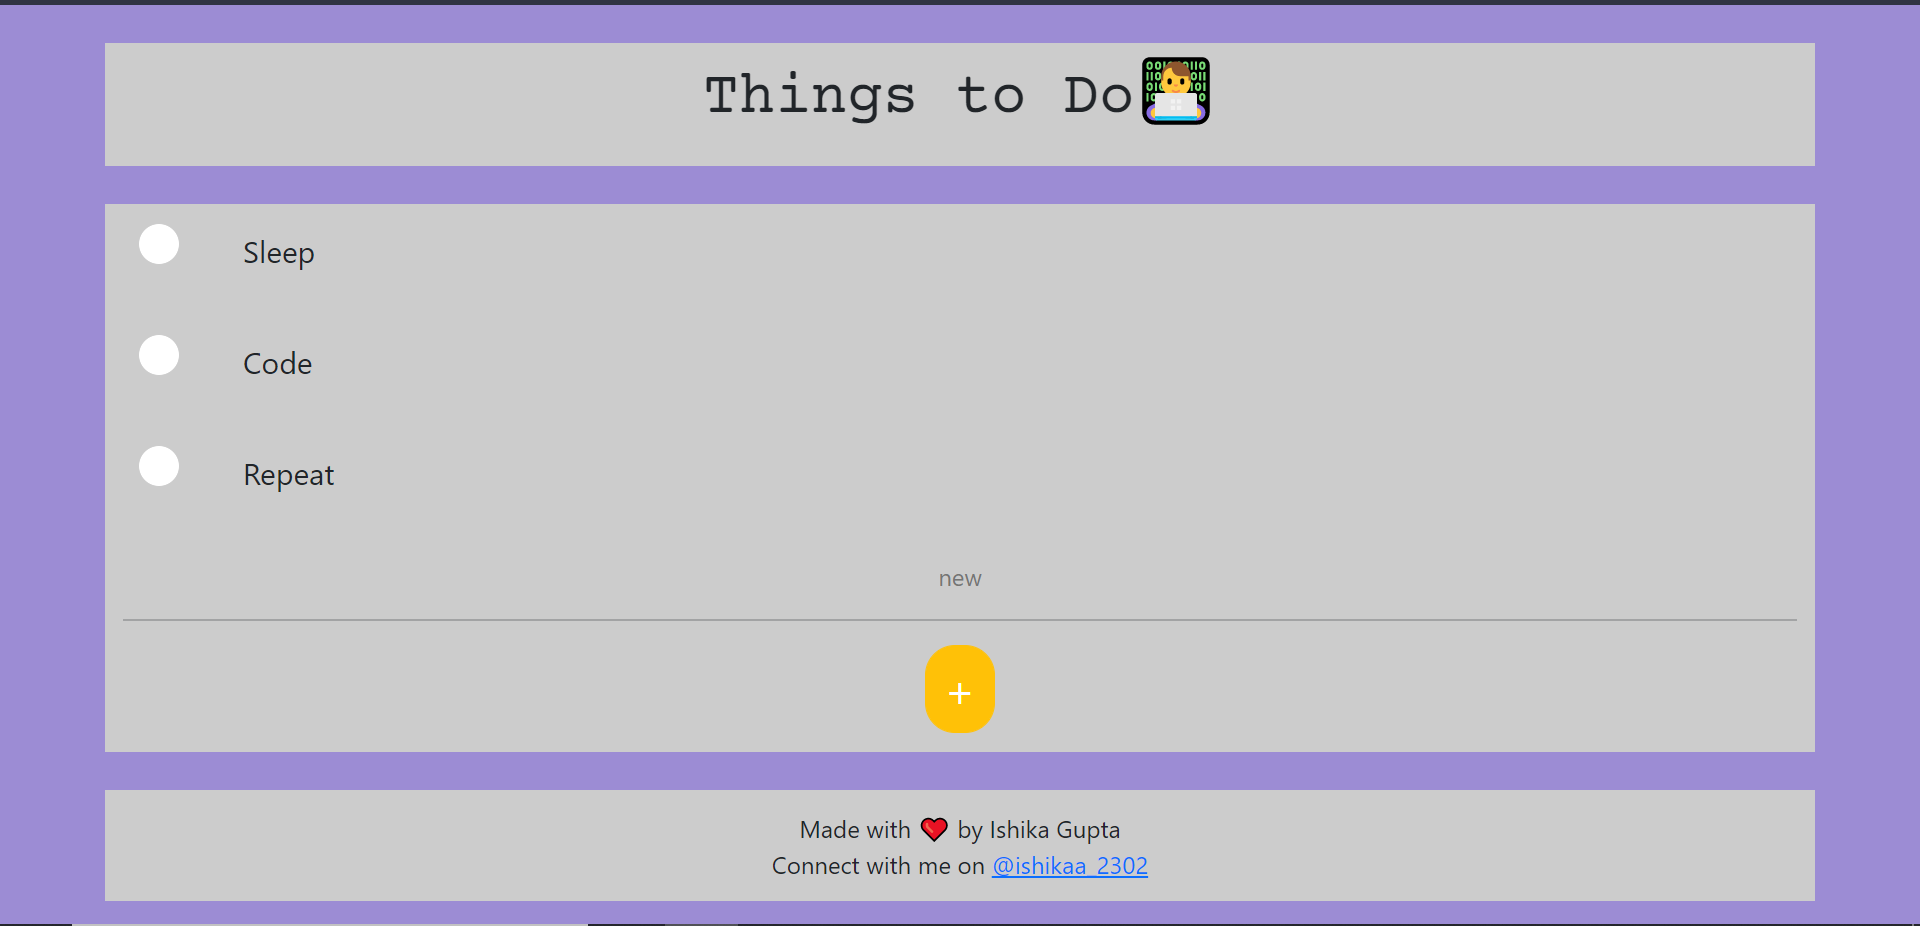 Things to Do👨‍💻
Sleep
Code
Repeat
new
+
Made with ❤️ by Ishika Gupta
Connect with me on @ishikaa_2302